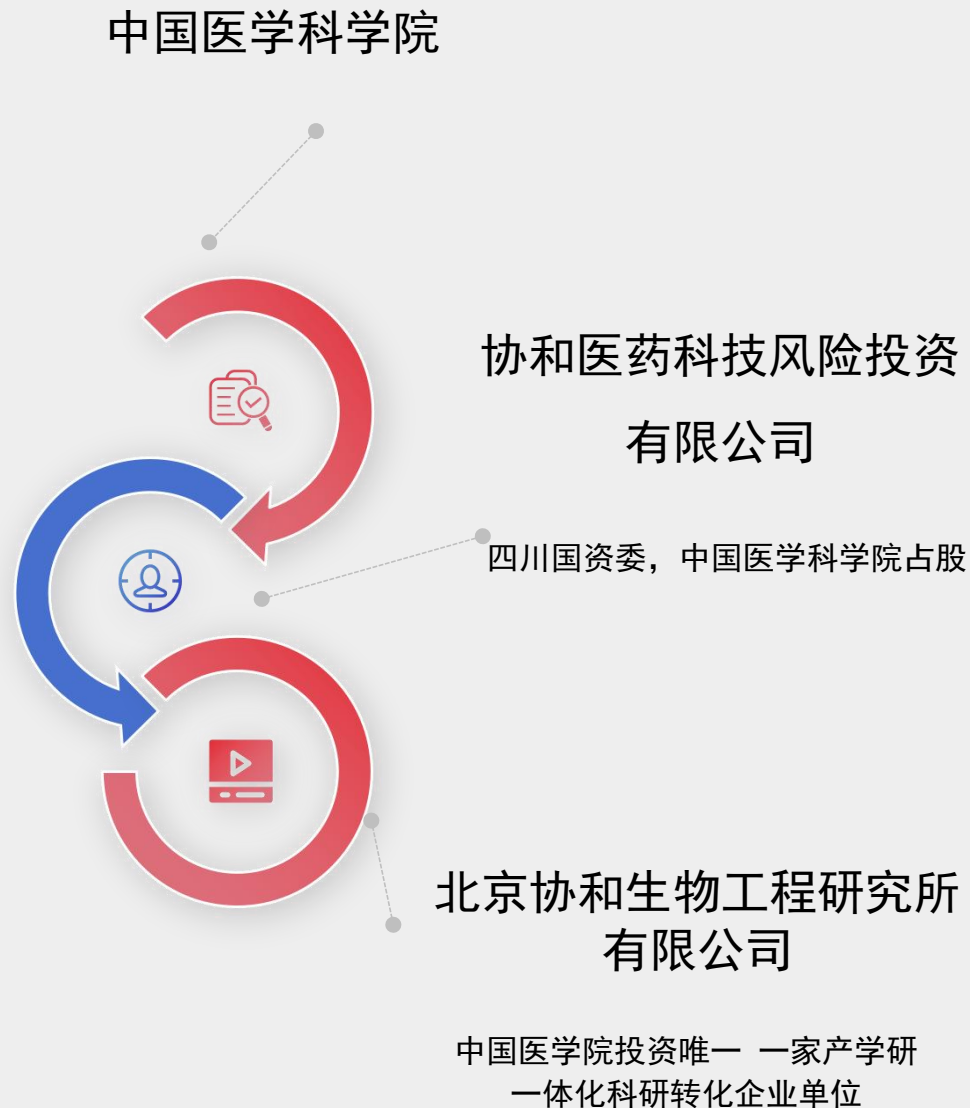 中国医学科学院
协和医药科技风险投资
有限公司
四川国资委，中国医学科学院占股
北京协和生物工程研究所
有限公司
中国医学院投资唯一 一家产学研
一体化科研转化企业单位